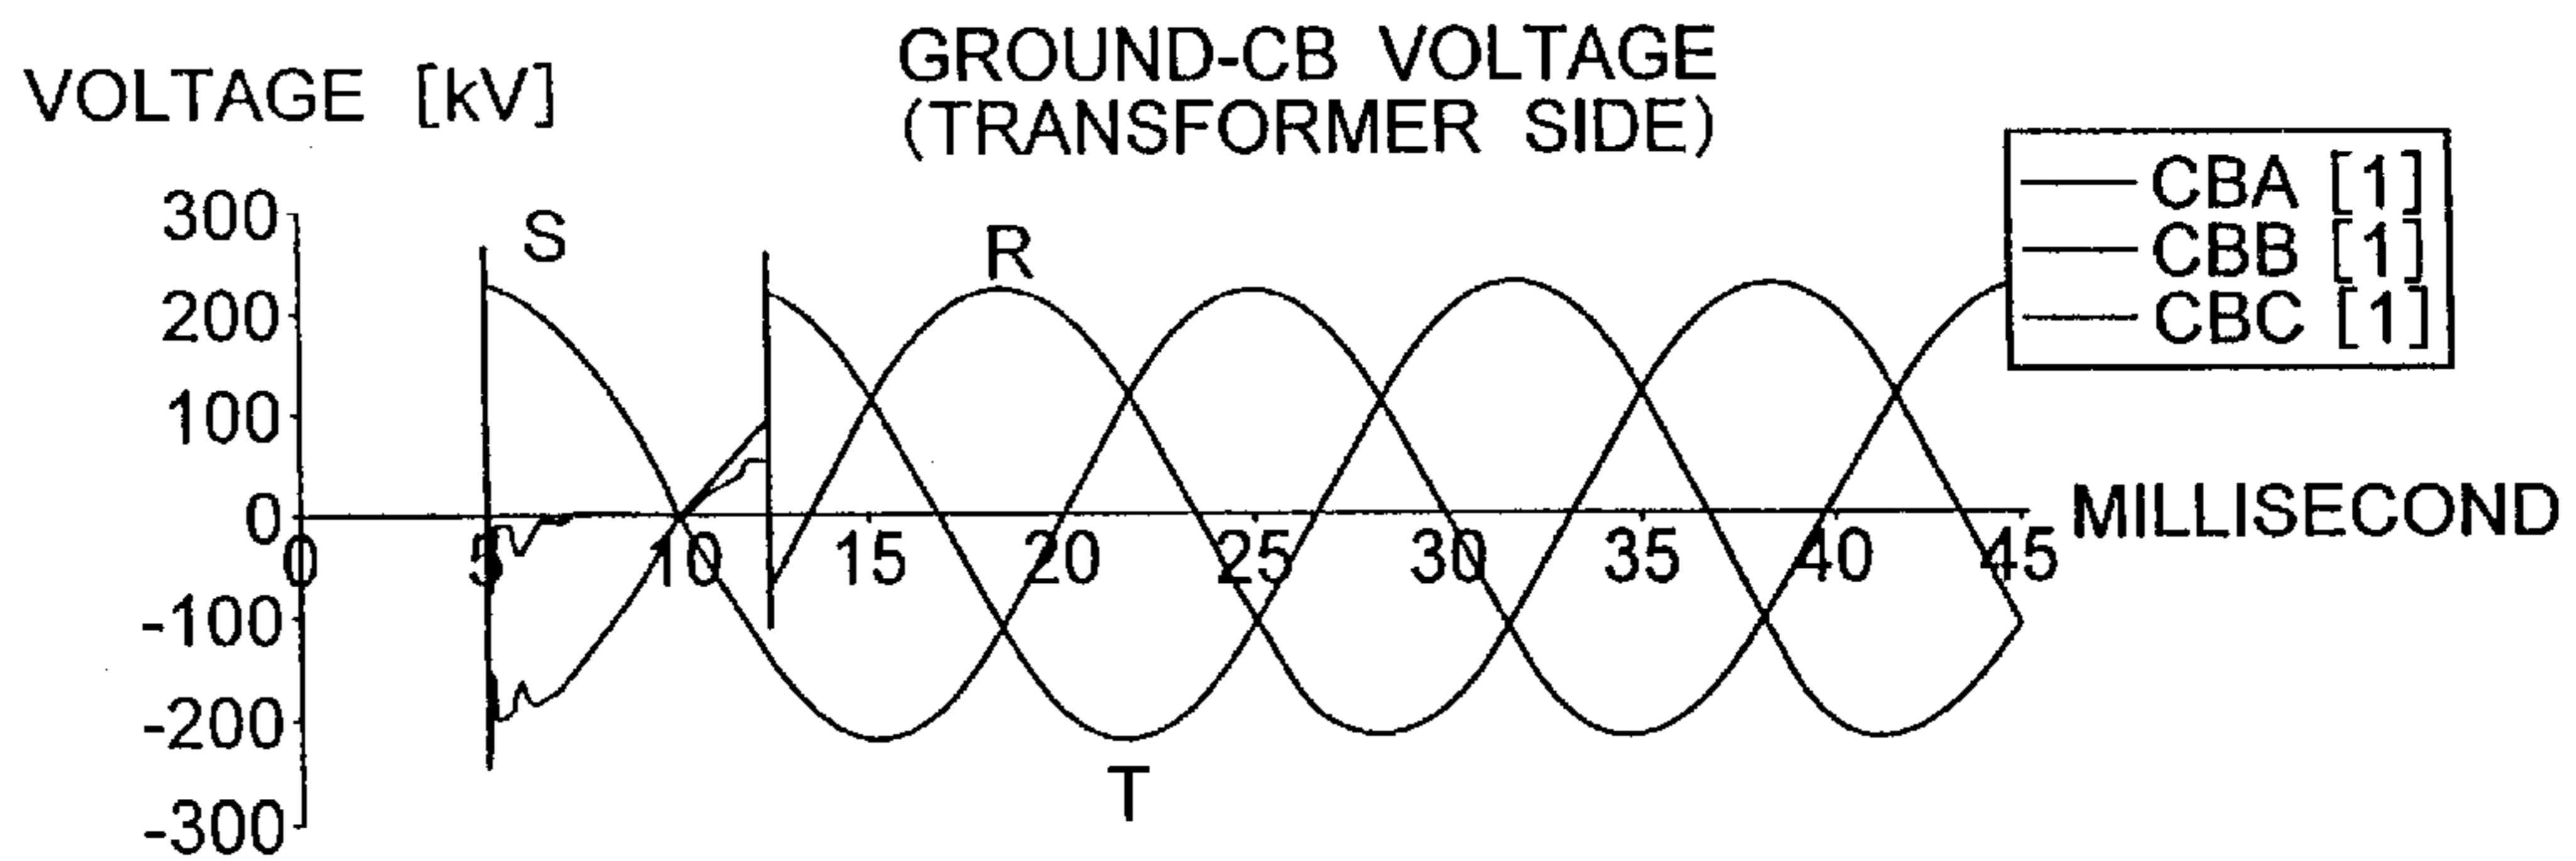 GROUND-CB VOLTAGE
(TRANSFORMER SIDE)
VOLTAGE [kV]
CBA [1]
CBB [1]
CBC [1]
300
200
100
0
-100
-200
-300
S
R
T
0 5 10 15 20 25 30 35 40 45
MILLISECOND